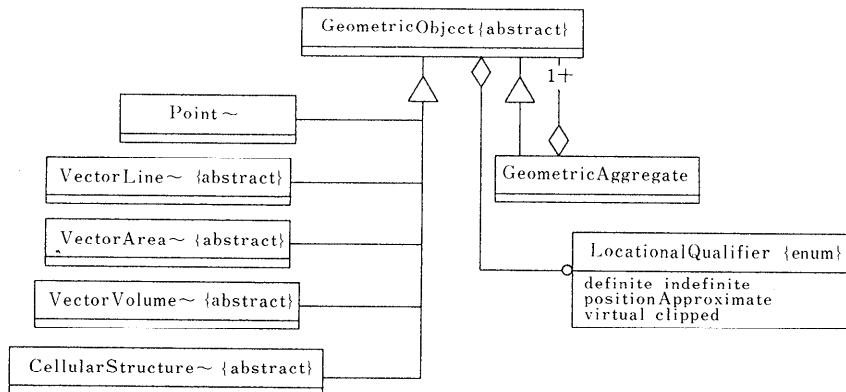 GeometricObject{abstract}
1+
Point~
GeometricAggregate
VectorLine~ {abstract}
VectorArea~ {abstract}
LocationalQualifier {enum}
definite indefinite
positionApproximate
virtual clipped
VectorVolume~ {abstract}
CellularStructure~ {abstract}